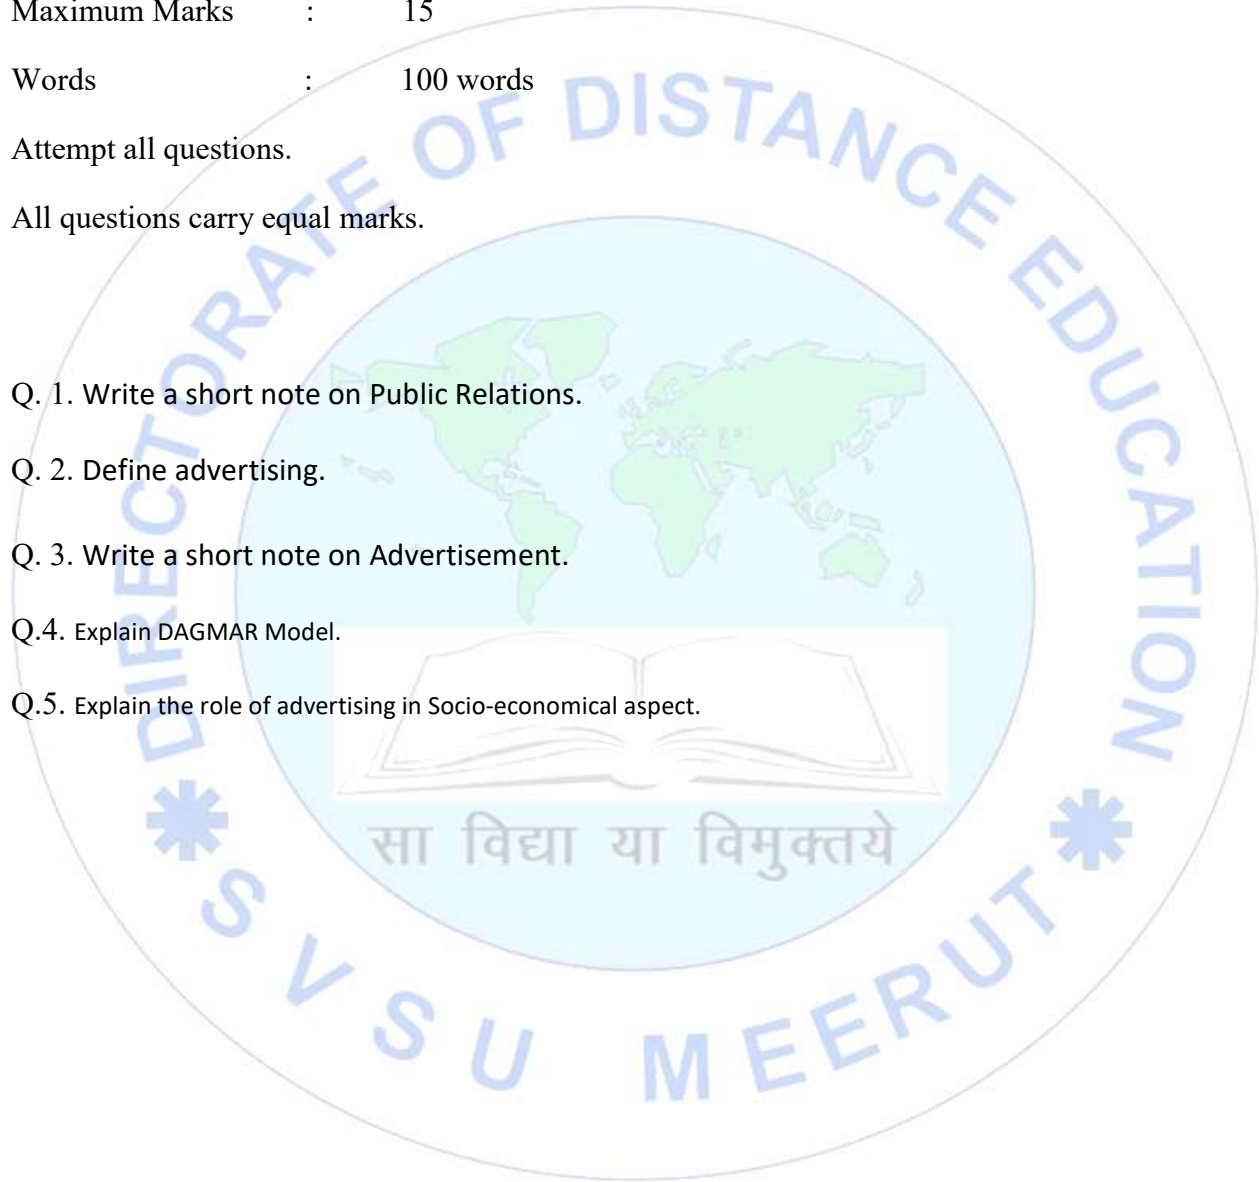 Maximum Marks : 15
Words : 100 words
Attempt all questions.
All questions carry equal marks.
Q. 1. Write a short note on Public Relations.
Q. 2. Define advertising.
Q. 3. Write a short note on Advertisement.
Q.4. Explain DAGMAR Model.
Q.5. Explain the role of advertising in Socio-economical aspect.
DIRECTORATE OF DISTANCE EDUCATION
सा विद्या या विमुक्तये
SVSU MEERUT